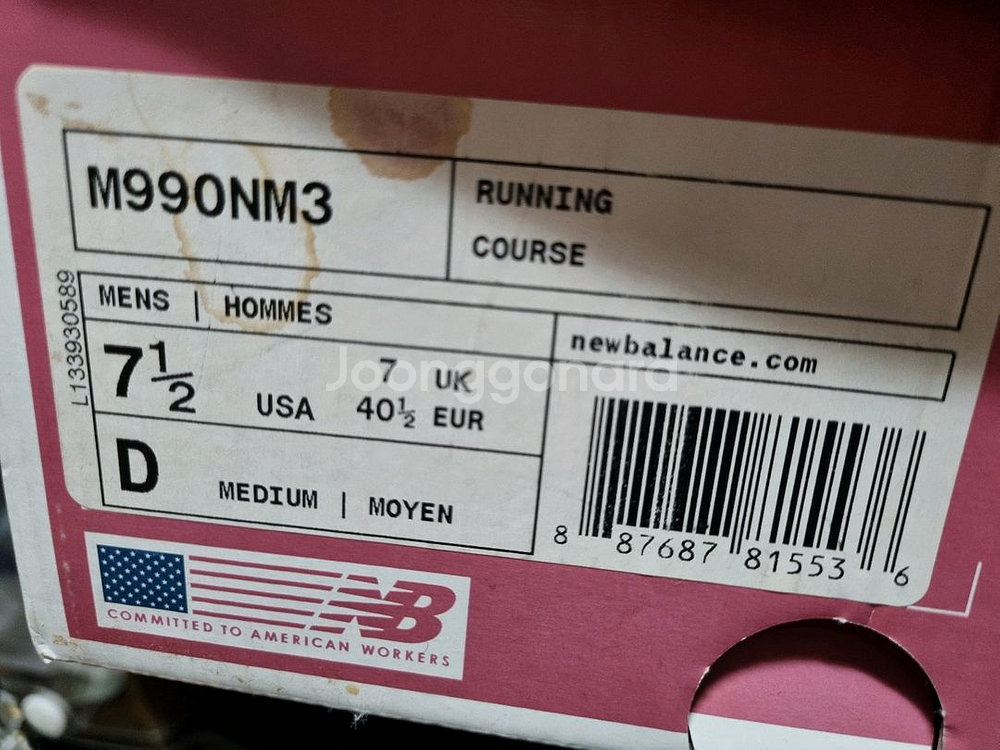 M990NM3
RUNNING
COURSE
L133930589
MENS | HOMMES
newbalance.com
7½ USA
7 UK
40½ EUR
D MEDIUM | MOYEN
8 87687 81553 6
NB
COMMITTED TO AMERICAN WORKERS
Joonggonara